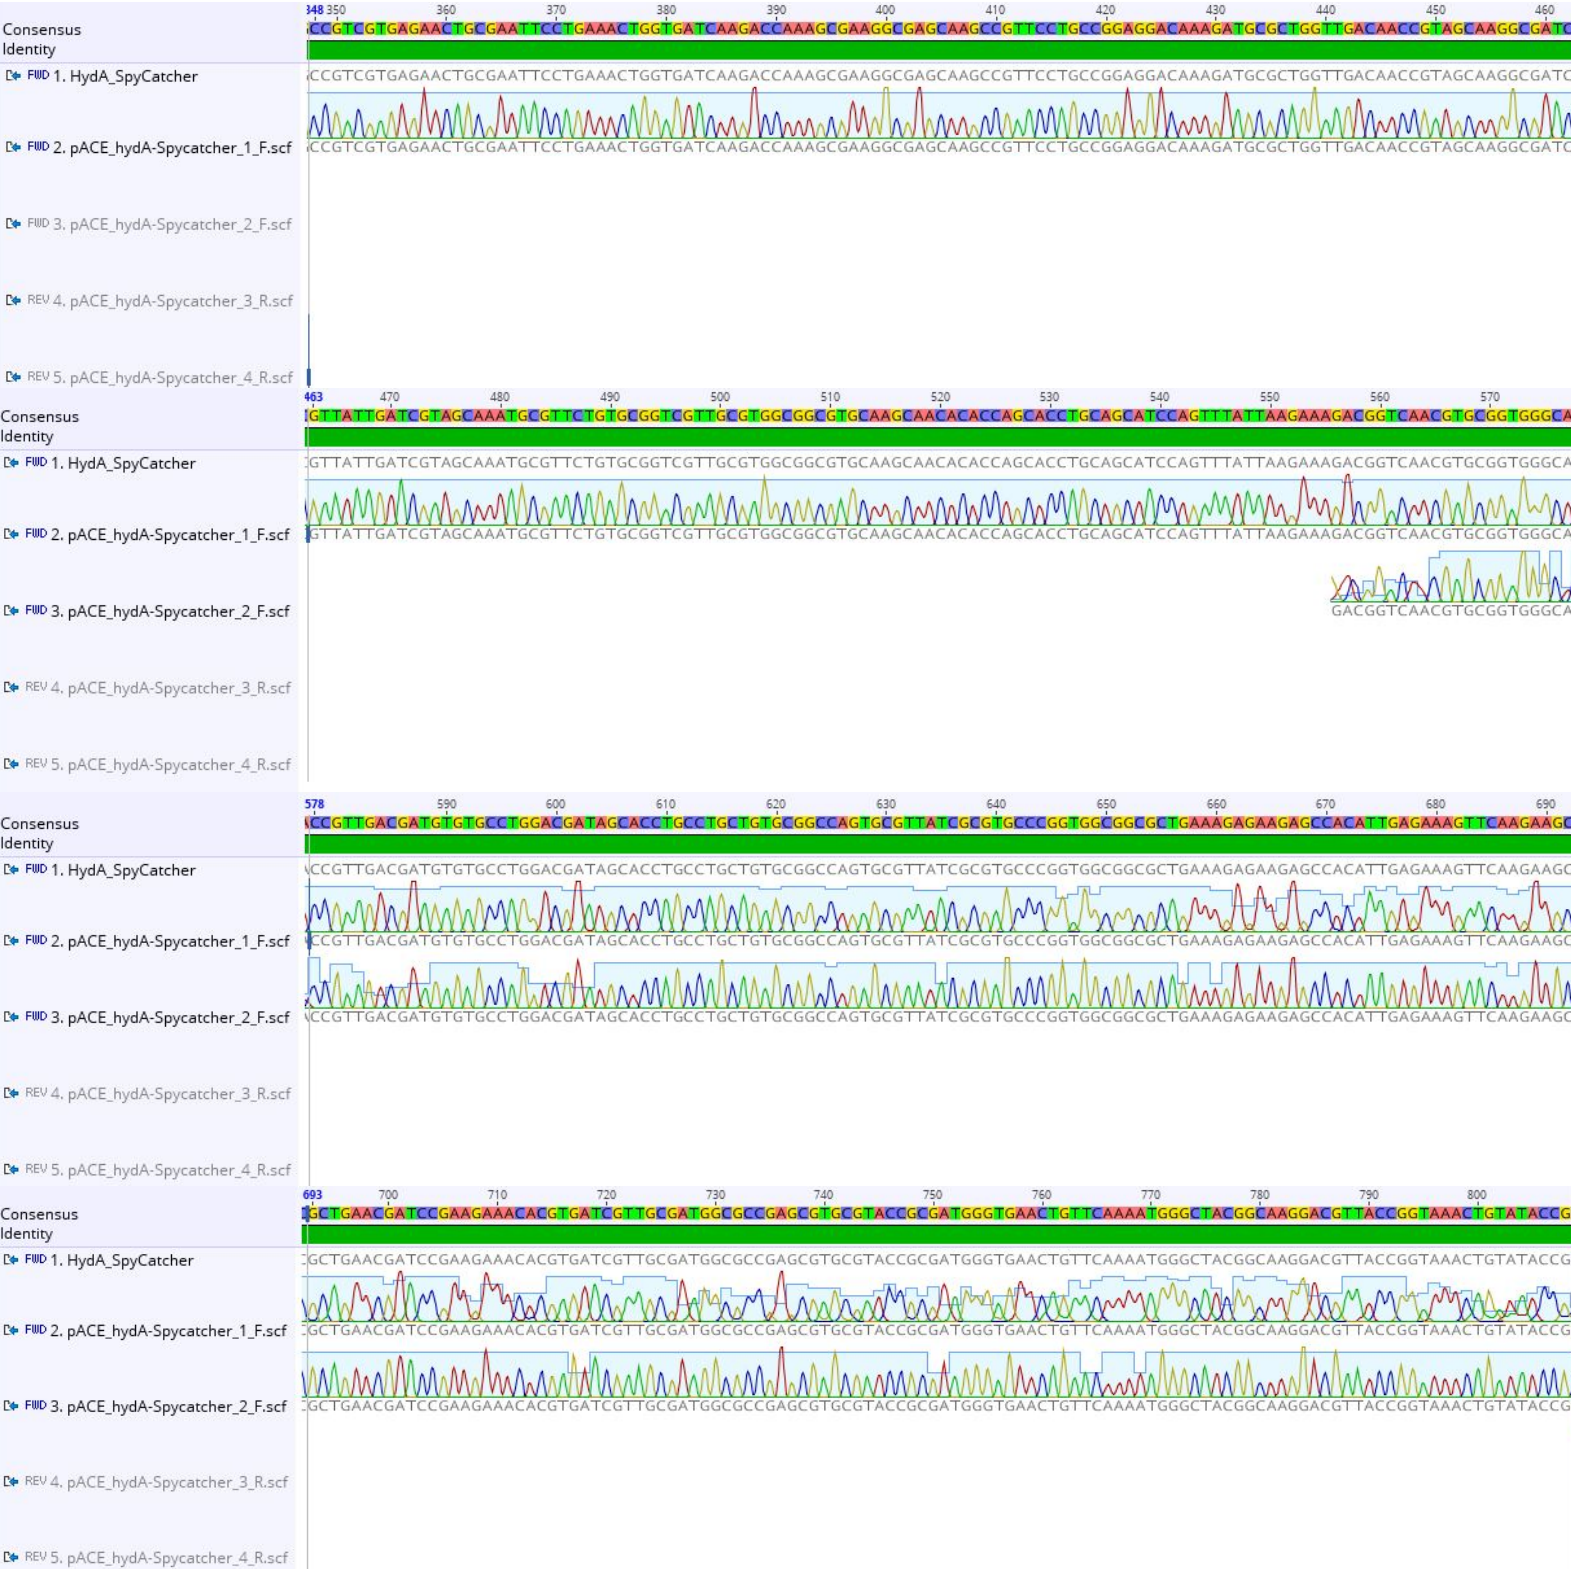 348 350 360 370 380 390 400 410 420 430 440 450 460
Consensus CCGTCGTGAGAACTGCGAATTCCTGAAACTGGTGATCAAGACCAAAGCGAAGGCGAGCAAGCCGTTCCTGCCGGAGGACAAAGATGCGCTGGTTGACAACCGTAGCAAGGCGATC
Identity
FWD 1. HydA_SpyCatcher CCGTCGTGAGAACTGCGAATTCCTGAAACTGGTGATCAAGACCAAAGCGAAGGCGAGCAAGCCGTTCCTGCCGGAGGACAAAGATGCGCTGGTTGACAACCGTAGCAAGGCGATC
FWD 2. pACE_hydA-Spycatcher_1_F.scf CCGTCGTGAGAACTGCGAATTCCTGAAACTGGTGATCAAGACCAAAGCGAAGGCGAGCAAGCCGTTCCTGCCGGAGGACAAAGATGCGCTGGTTGACAACCGTAGCAAGGCGATC
FWD 3. pACE_hydA-Spycatcher_2_F.scf
REV 4. pACE_hydA-Spycatcher_3_R.scf
REV 5. pACE_hydA-Spycatcher_4_R.scf
463 470 480 490 500 510 520 530 540 550 560 570
Consensus GTTATTGATCGTAGCAAATGCGTTCTGTGCGGTCGTTGCGTGGCGGCGTGCAAGCAACACACCAGCACCTGCAGCATCCAGTTTATTAAGAAAGACGGTCAACGTGCGGTGGGCA
Identity
FWD 1. HydA_SpyCatcher GTTATTGATCGTAGCAAATGCGTTCTGTGCGGTCGTTGCGTGGCGGCGTGCAAGCAACACACCAGCACCTGCAGCATCCAGTTTATTAAGAAAGACGGTCAACGTGCGGTGGGCA
FWD 2. pACE_hydA-Spycatcher_1_F.scf GTTATTGATCGTAGCAAATGCGTTCTGTGCGGTCGTTGCGTGGCGGCGTGCAAGCAACACACCAGCACCTGCAGCATCCAGTTTATTAAGAAAGACGGTCAACGTGCGGTGGGCA
FWD 3. pACE_hydA-Spycatcher_2_F.scf GACGGTCAACGTGCGGTGGGCA
REV 4. pACE_hydA-Spycatcher_3_R.scf
REV 5. pACE_hydA-Spycatcher_4_R.scf
578 590 600 610 620 630 640 650 660 670 680 690
Consensus CCGTTGACGATGTGTGCCTGGACGATAGCACCTGCCTGCTGTGCGGCCAGTGCGTTATCGCGTGCCCGGTGGCGGCGCTGAAAGAGAAGAGCCACATTGAGAAAGTTCAAGAAGC
Identity
FWD 1. HydA_SpyCatcher CCGTTGACGATGTGTGCCTGGACGATAGCACCTGCCTGCTGTGCGGCCAGTGCGTTATCGCGTGCCCGGTGGCGGCGCTGAAAGAGAAGAGCCACATTGAGAAAGTTCAAGAAGC
FWD 2. pACE_hydA-Spycatcher_1_F.scf CCGTTGACGATGTGTGCCTGGACGATAGCACCTGCCTGCTGTGCGGCCAGTGCGTTATCGCGTGCCCGGTGGCGGCGCTGAAAGAGAAGAGCCACATTGAGAAAGTTCAAGAAGC
FWD 3. pACE_hydA-Spycatcher_2_F.scf CCGTTGACGATGTGTGCCTGGACGATAGCACCTGCCTGCTGTGCGGCCAGTGCGTTATCGCGTGCCCGGTGGCGGCGCTGAAAGAGAAGAGCCACATTGAGAAAGTTCAAGAAGC
REV 4. pACE_hydA-Spycatcher_3_R.scf
REV 5. pACE_hydA-Spycatcher_4_R.scf
693 700 710 720 730 740 750 760 770 780 790 800
Consensus GCTGAACGATCCGAAGAAACACGTGATCGTTGCGATGGCGCCGAGCGTGCGTACCGCGATGGGTGAACTGTTCAAAATGGGCTACGGCAAGGACGTTACCGGTAAACTGTATACCG
Identity
FWD 1. HydA_SpyCatcher GCTGAACGATCCGAAGAAACACGTGATCGTTGCGATGGCGCCGAGCGTGCGTACCGCGATGGGTGAACTGTTCAAAATGGGCTACGGCAAGGACGTTACCGGTAAACTGTATACCG
FWD 2. pACE_hydA-Spycatcher_1_F.scf GCTGAACGATCCGAAGAAACACGTGATCGTTGCGATGGCGCCGAGCGTGCGTACCGCGATGGGTGAACTGTTCAAAATGGGCTACGGCAAGGACGTTACCGGTAAACTGTATACCG
FWD 3. pACE_hydA-Spycatcher_2_F.scf GCTGAACGATCCGAAGAAACACGTGATCGTTGCGATGGCGCCGAGCGTGCGTACCGCGATGGGTGAACTGTTCAAAATGGGCTACGGCAAGGACGTTACCGGTAAACTGTATACCG
REV 4. pACE_hydA-Spycatcher_3_R.scf
REV 5. pACE_hydA-Spycatcher_4_R.scf